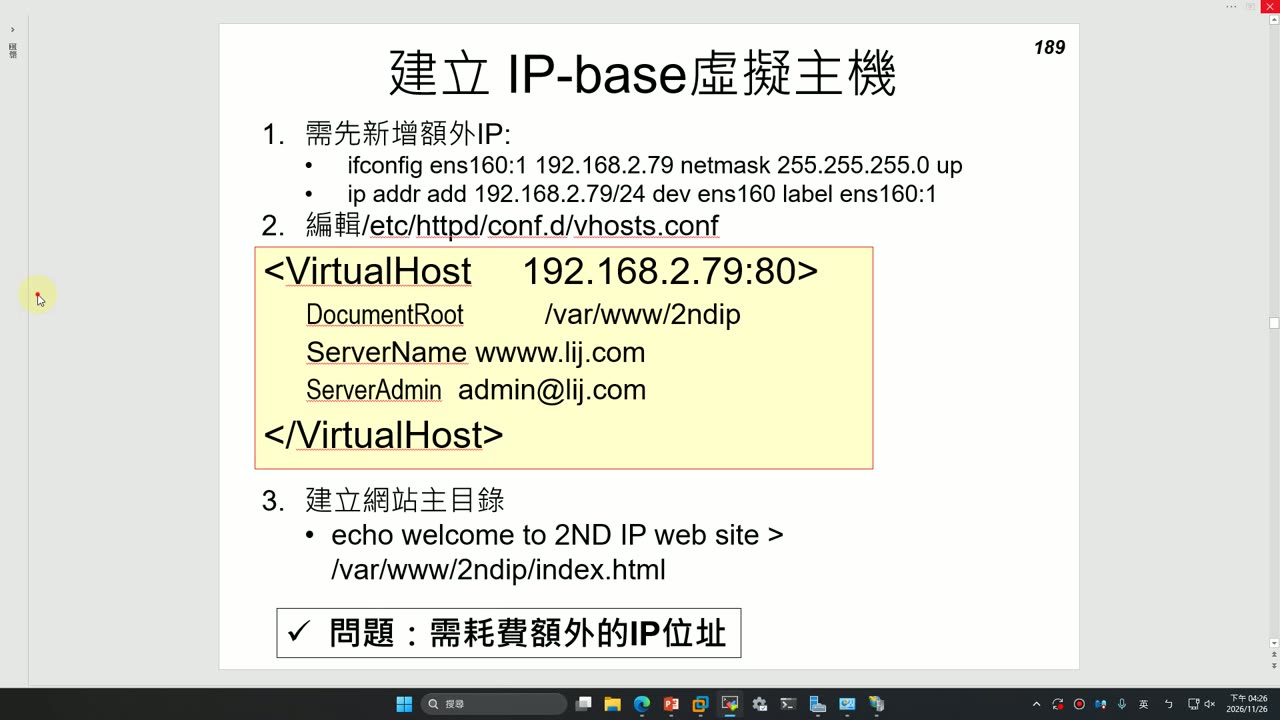 189
建立 IP-base虛擬主機
1. 需先新增額外IP:
• ifconfig ens160:1 192.168.2.79 netmask 255.255.255.0 up
• ip addr add 192.168.2.79/24 dev ens160 label ens160:1
2. 編輯/etc/httpd/conf.d/vhosts.conf
<VirtualHost 192.168.2.79:80>
DocumentRoot /var/www/2ndip
ServerName wwww.lij.com
ServerAdmin admin@lij.com
</VirtualHost>
3. 建立網站主目錄
• echo welcome to 2ND IP web site >
/var/www/2ndip/index.html
✓ 問題：需耗費額外的IP位址
搜尋
英
ㄅ
下午 04:26
2026/11/26